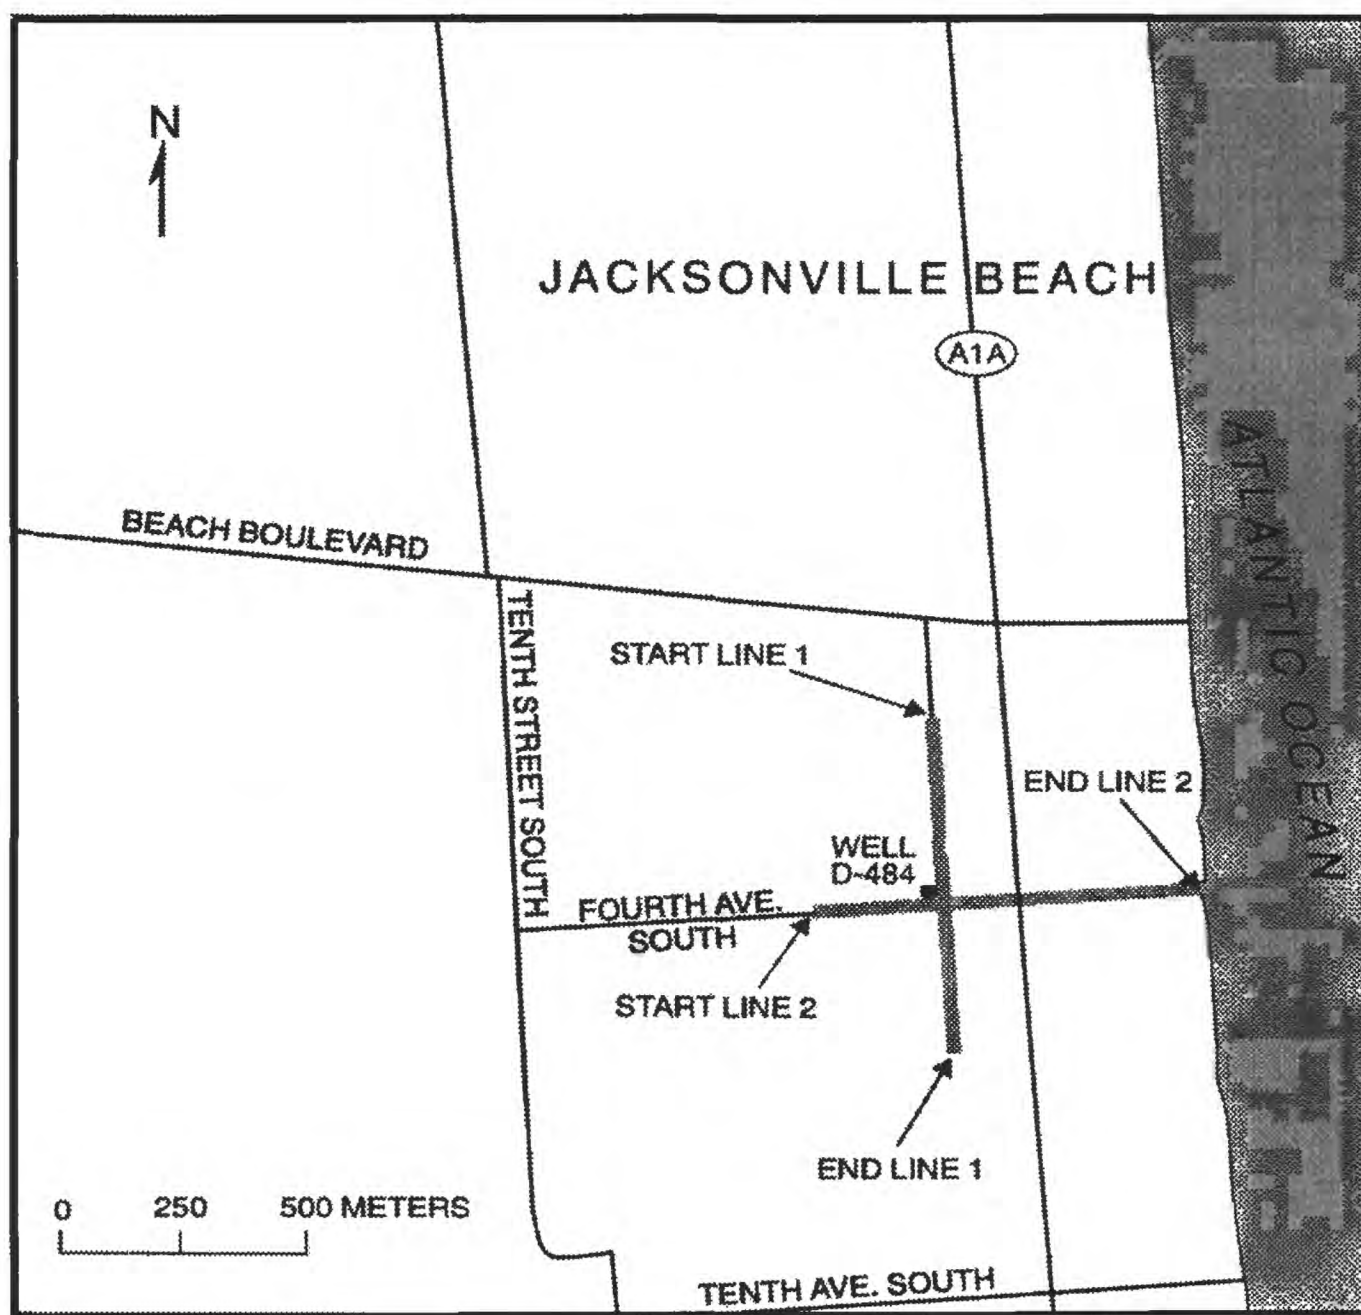 N
JACKSONVILLE BEACH
A1A
ATLANTIC OCEAN
BEACH BOULEVARD
TENTH STREET SOUTH
START LINE 1
END LINE 2
WELL
D-484
FOURTH AVE.
SOUTH
START LINE 2
END LINE 1
0 250 500 METERS
TENTH AVE. SOUTH